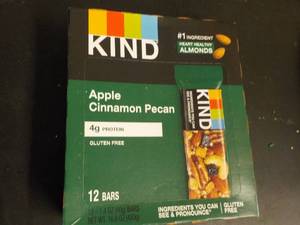 KIND
#1 INGREDIENT
HEART HEALTHY
ALMONDS
Apple
Cinnamon Pecan
4g PROTEIN
GLUTEN FREE
KIND
12 BARS
INGREDIENTS YOU CAN
SEE & PRONOUNCE
GLUTEN
FREE